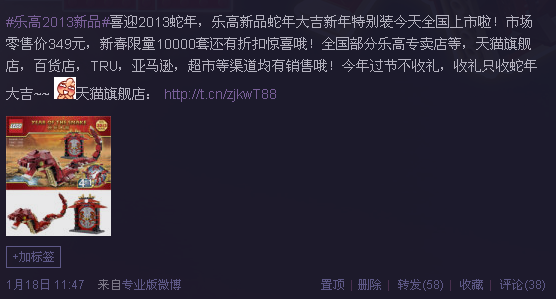 #乐高2013新品#喜迎2013蛇年，乐高新品蛇年大吉新年特别装今天全国上市啦！市场
零售价349元，新春限量10000套还有折扣惊喜哦！全国部分乐高专卖店等，天猫旗舰
店，百货店，TRU，亚马逊，超市等渠道均有销售哦！今年过节不收礼，收礼只收蛇年
大吉~~ 天猫旗舰店： http://t.cn/zjkwT88
LEGO YEAR OF THE SNAKE
+加标签
1月18日 11:47 来自专业版微博 置顶 | 删除 | 转发(58) | 收藏 | 评论(38)